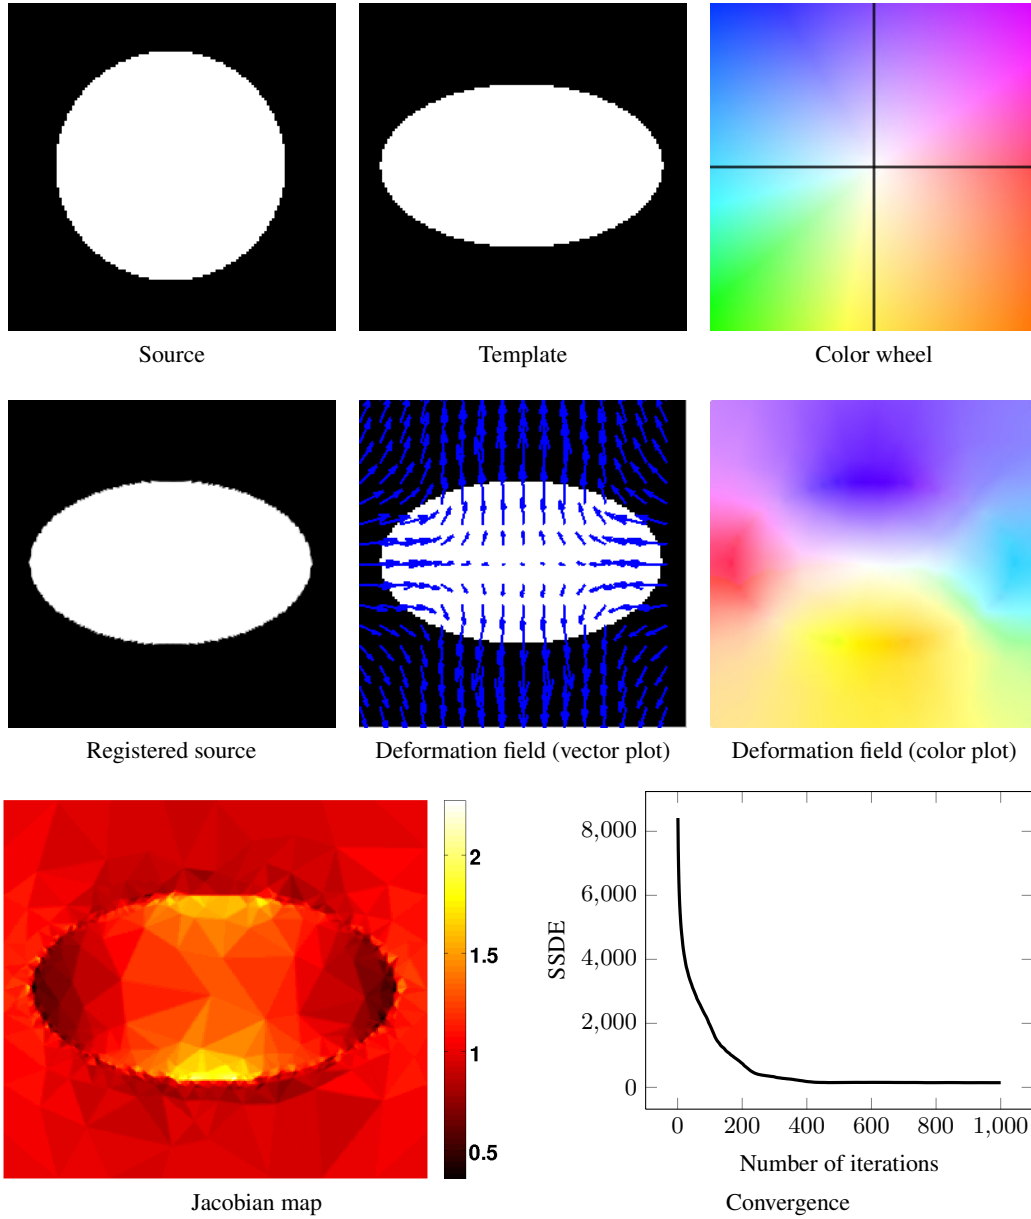 Source
Template
Color wheel
Registered source
Deformation field (vector plot)
Deformation field (color plot)
2
1.5
1
0.5
Jacobian map
8,000
6,000
4,000
2,000
0
SSDE
0 200 400 600 800 1,000
Number of iterations
Convergence